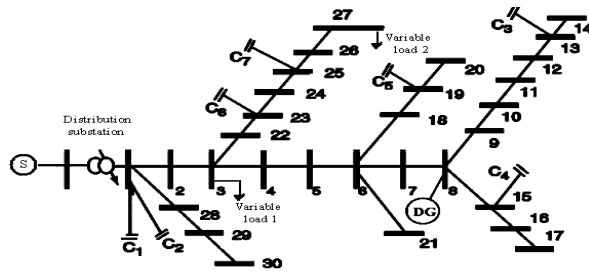 27
14
C3
13
Variable
load 2
26
12
C7
20
25
11
C5
19
24
10
Distribution
substation
C6
23
18
9
22
S
1
2
3
4
5
6
7
8
C4
Variable
load 1
28
DG
15
16
C1
C2
29
21
17
30